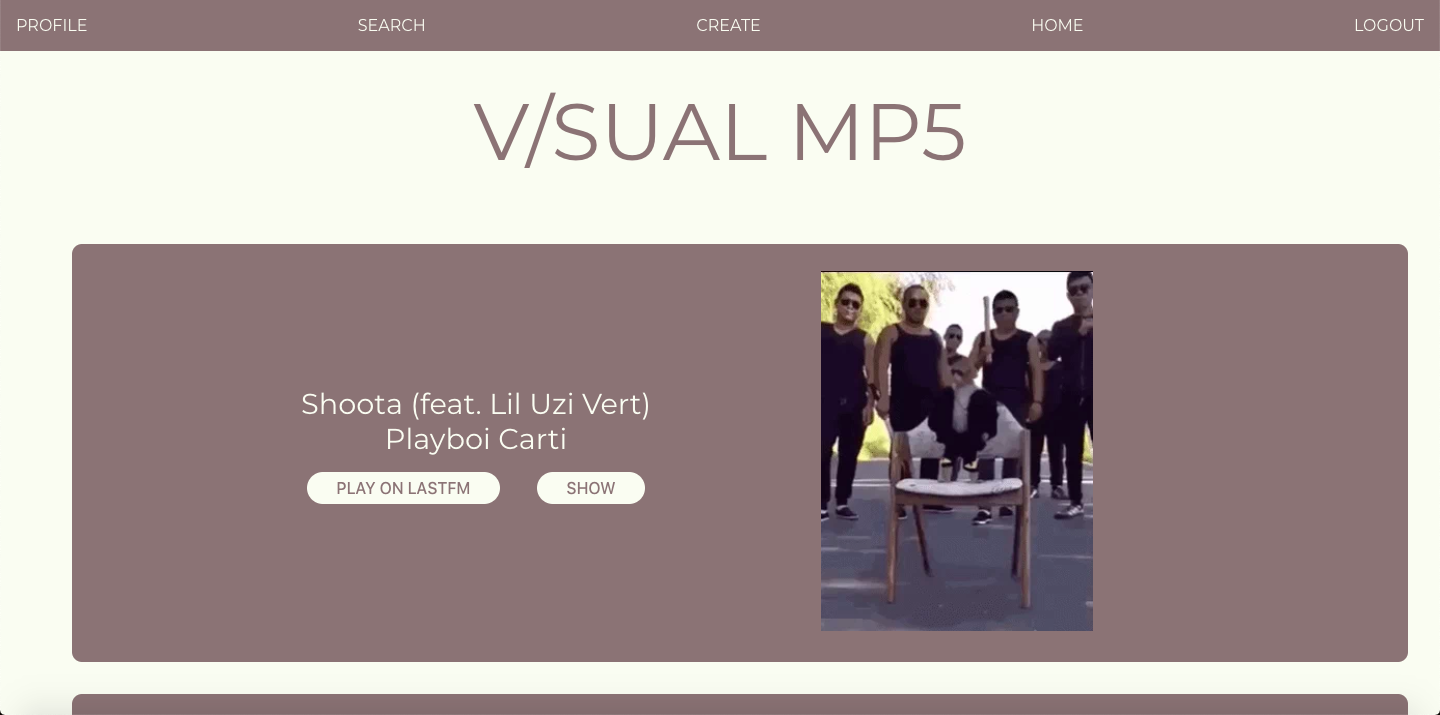 PROFILE
SEARCH
CREATE
HOME
LOGOUT
V/SUAL MP5
Shoota (feat. Lil Uzi Vert)
Playboi Carti
PLAY ON LASTFM
SHOW